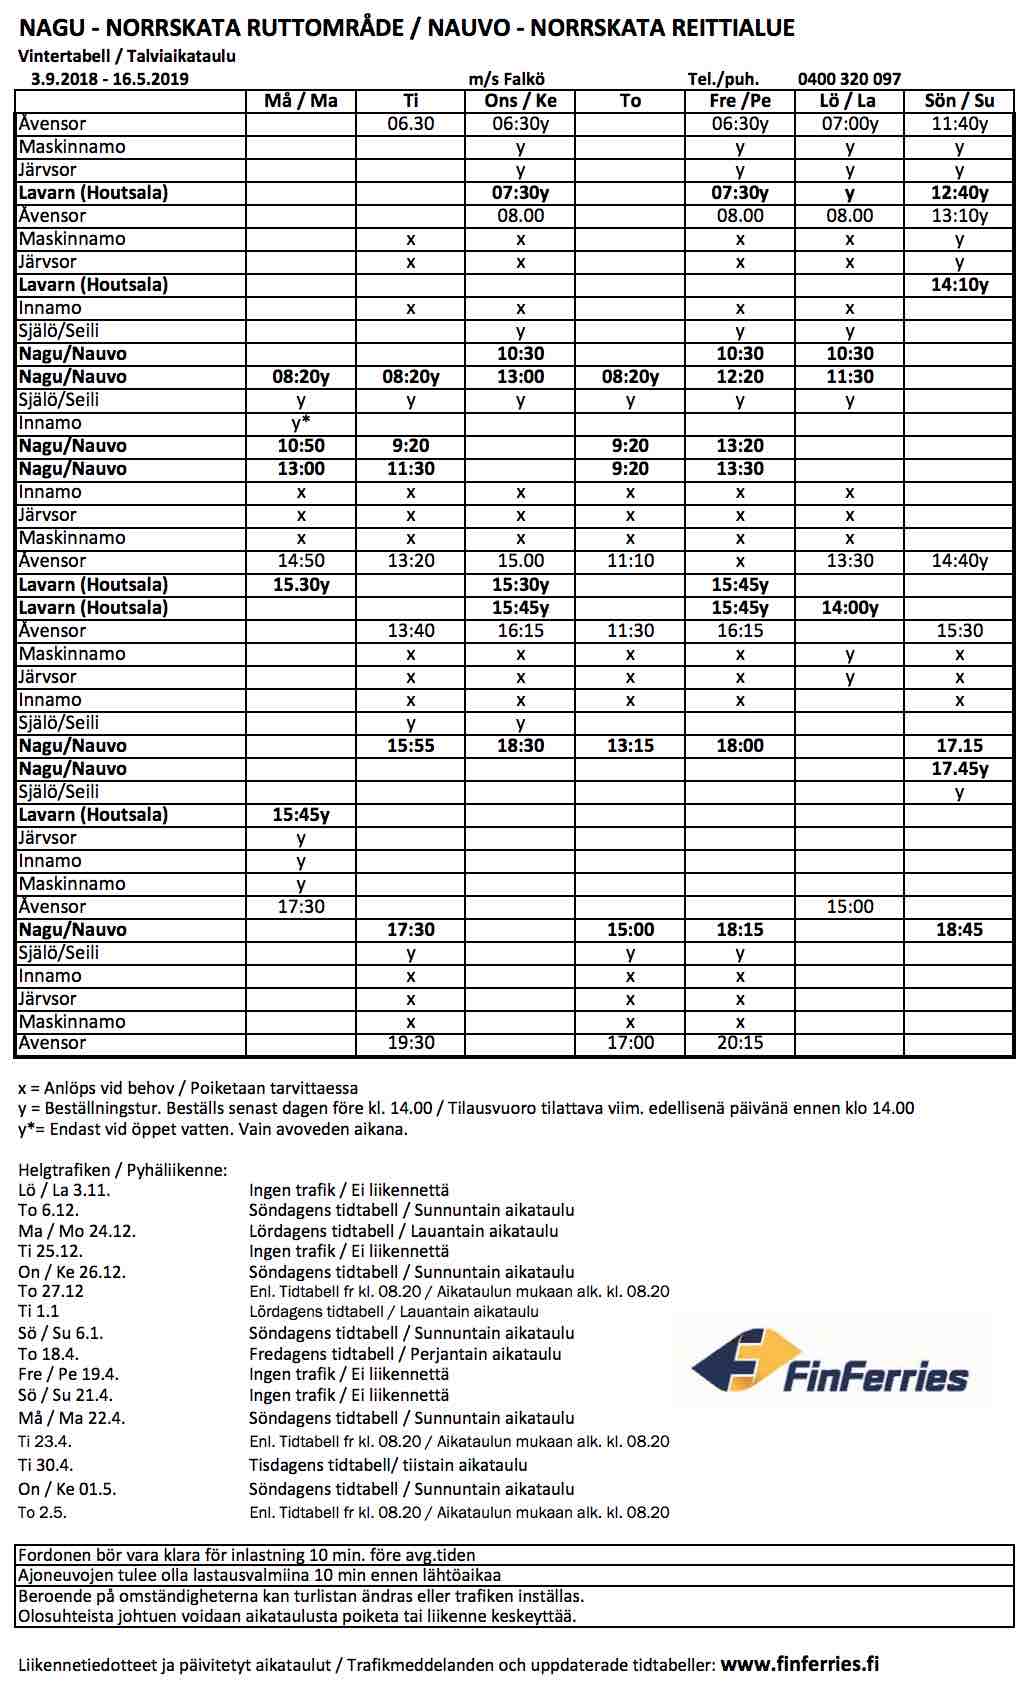 NAGU - NORRSKATA RUTTOMRÅDE / NAUVO - NORRSKATA REITTIALUE
Vintertabell / Talviaikataulu
3.9.2018 - 16.5.2019 m/s Falkö Tel./puh. 0400 320 097
Må / Ma Ti Ons / Ke To Fre /Pe Lö / La Sön / Su
Åvensor 06.30 06:30y 06:30y 07:00y 11:40y
Maskinnamo y y y y
Järvsor y y y y
Lavarn (Houtsala) 07:30y 07:30y y 12:40y
Åvensor 08.00 08.00 08.00 13:10y
Maskinnamo x x x x y
Järvsor x x x x y
Lavarn (Houtsala) 14:10y
Innamo x x x x
Själö/Seili y y y
Nagu/Nauvo 10:30 10:30 10:30
Nagu/Nauvo 08:20y 08:20y 13:00 08:20y 12:20 11:30
Själö/Seili y y y y y y
Innamo y*
Nagu/Nauvo 10:50 9:20 9:20 13:20
Nagu/Nauvo 13:00 11:30 9:20 13:30
Innamo x x x x x x
Järvsor x x x x x x
Maskinnamo x x x x x x
Åvensor 14:50 13:20 15.00 11:10 x 13:30 14:40y
Lavarn (Houtsala) 15.30y 15:30y 15:45y
Lavarn (Houtsala) 15:45y 15:45y 14:00y
Åvensor 13:40 16:15 11:30 16:15 15:30
Maskinnamo x x x x y x
Järvsor x x x x y x
Innamo x x x x x
Själö/Seili y y
Nagu/Nauvo 15:55 18:30 13:15 18:00 17.15
Nagu/Nauvo 17.45y
Själö/Seili y
Lavarn (Houtsala) 15:45y
Järvsor y
Innamo y
Maskinnamo y
Åvensor 17:30 15:00
Nagu/Nauvo 17:30 15:00 18:15 18:45
Själö/Seili y y y
Innamo x x x
Järvsor x x x
Maskinnamo x x x
Åvensor 19:30 17:00 20:15
x = Anlöps vid behov / Poiketaan tarvittaessa
y = Beställningstur. Beställs senast dagen före kl. 14.00 / Tilausvuoro tilattava viim. edellisenä päivänä ennen klo 14.00
y*= Endast vid öppet vatten. Vain avoveden aikana.
Helgtrafiken / Pyhäliikenne:
Lö / La 3.11. Ingen trafik / Ei liikennettä
To 6.12. Söndagens tidtabell / Sunnuntain aikataulu
Ma / Mo 24.12. Lördagens tidtabell / Lauantain aikataulu
Ti 25.12. Ingen trafik / Ei liikennettä
On / Ke 26.12. Söndagens tidtabell / Sunnuntain aikataulu
To 27.12 Enl. Tidtabell fr kl. 08.20 / Aikataulun mukaan alk. kl. 08.20
Ti 1.1 Lördagens tidtabell / Lauantain aikataulu
Sö / Su 6.1. Söndagens tidtabell / Sunnuntain aikataulu
To 18.4. Fredagens tidtabell / Perjantain aikataulu
Fre / Pe 19.4. Ingen trafik / Ei liikennettä
Sö / Su 21.4. Ingen trafik / Ei liikennettä
Må / Ma 22.4. Söndagens tidtabell / Sunnuntain aikataulu
Ti 23.4. Enl. Tidtabell fr kl. 08.20 / Aikataulun mukaan alk. kl. 08.20
Ti 30.4. Tisdagens tidtabell/ tiistain aikataulu
On / Ke 01.5. Söndagens tidtabell / Sunnuntain aikataulu
To 2.5. Enl. Tidtabell fr kl. 08.20 / Aikataulun mukaan alk. kl. 08.20
FinFerries
Fordonen bör vara klara för inlastning 10 min. före avg.tiden
Ajoneuvojen tulee olla lastausvalmiina 10 min ennen lähtöaikaa
Beroende på omständigheterna kan turlistan ändras eller trafiken inställas.
Olosuhteista johtuen voidaan aikataulusta poiketa tai liikenne keskeyttää.
Liikennetiedotteet ja päivitetyt aikataulut / Trafikmeddelanden och uppdaterade tidtabeller: www.finferries.fi